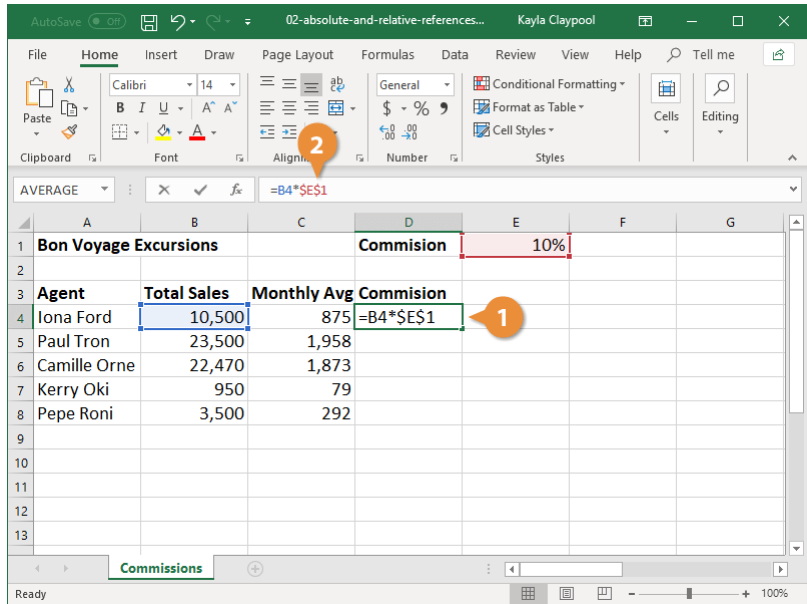 AutoSave Off 02-absolute-and-relative-references... Kayla Claypool
File Home Insert Draw Page Layout Formulas Data Review View Help Tell me
Calibri 14 ab General Conditional Formatting
Paste B I U A A $ % Format as Table Cells Editing
A Cell Styles
Clipboard Font Number Styles
2
AVERAGE fx =B4*$E$1
A B C D E F G
1 Bon Voyage Excursions Commision 10%
2
3 Agent Total Sales Monthly Avg Commision
4 Iona Ford 10,500 875 =B4*$E$1 1
5 Paul Tron 23,500 1,958
6 Camille Orne 22,470 1,873
7 Kerry Oki 950 79
8 Pepe Roni 3,500 292
9
10
11
12
13
Commissions
Ready 100%